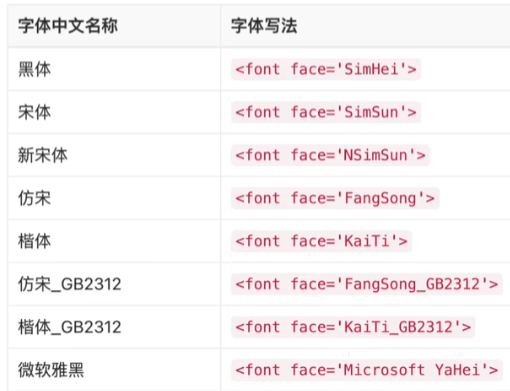 字体中文名称 字体写法
黑体 <font face='SimHei'>
宋体 <font face='SimSun'>
新宋体 <font face='NSimSun'>
仿宋 <font face='FangSong'>
楷体 <font face='KaiTi'>
仿宋_GB2312 <font face='FangSong_GB2312'>
楷体_GB2312 <font face='KaiTi_GB2312'>
微软雅黑 <font face='Microsoft YaHei'>